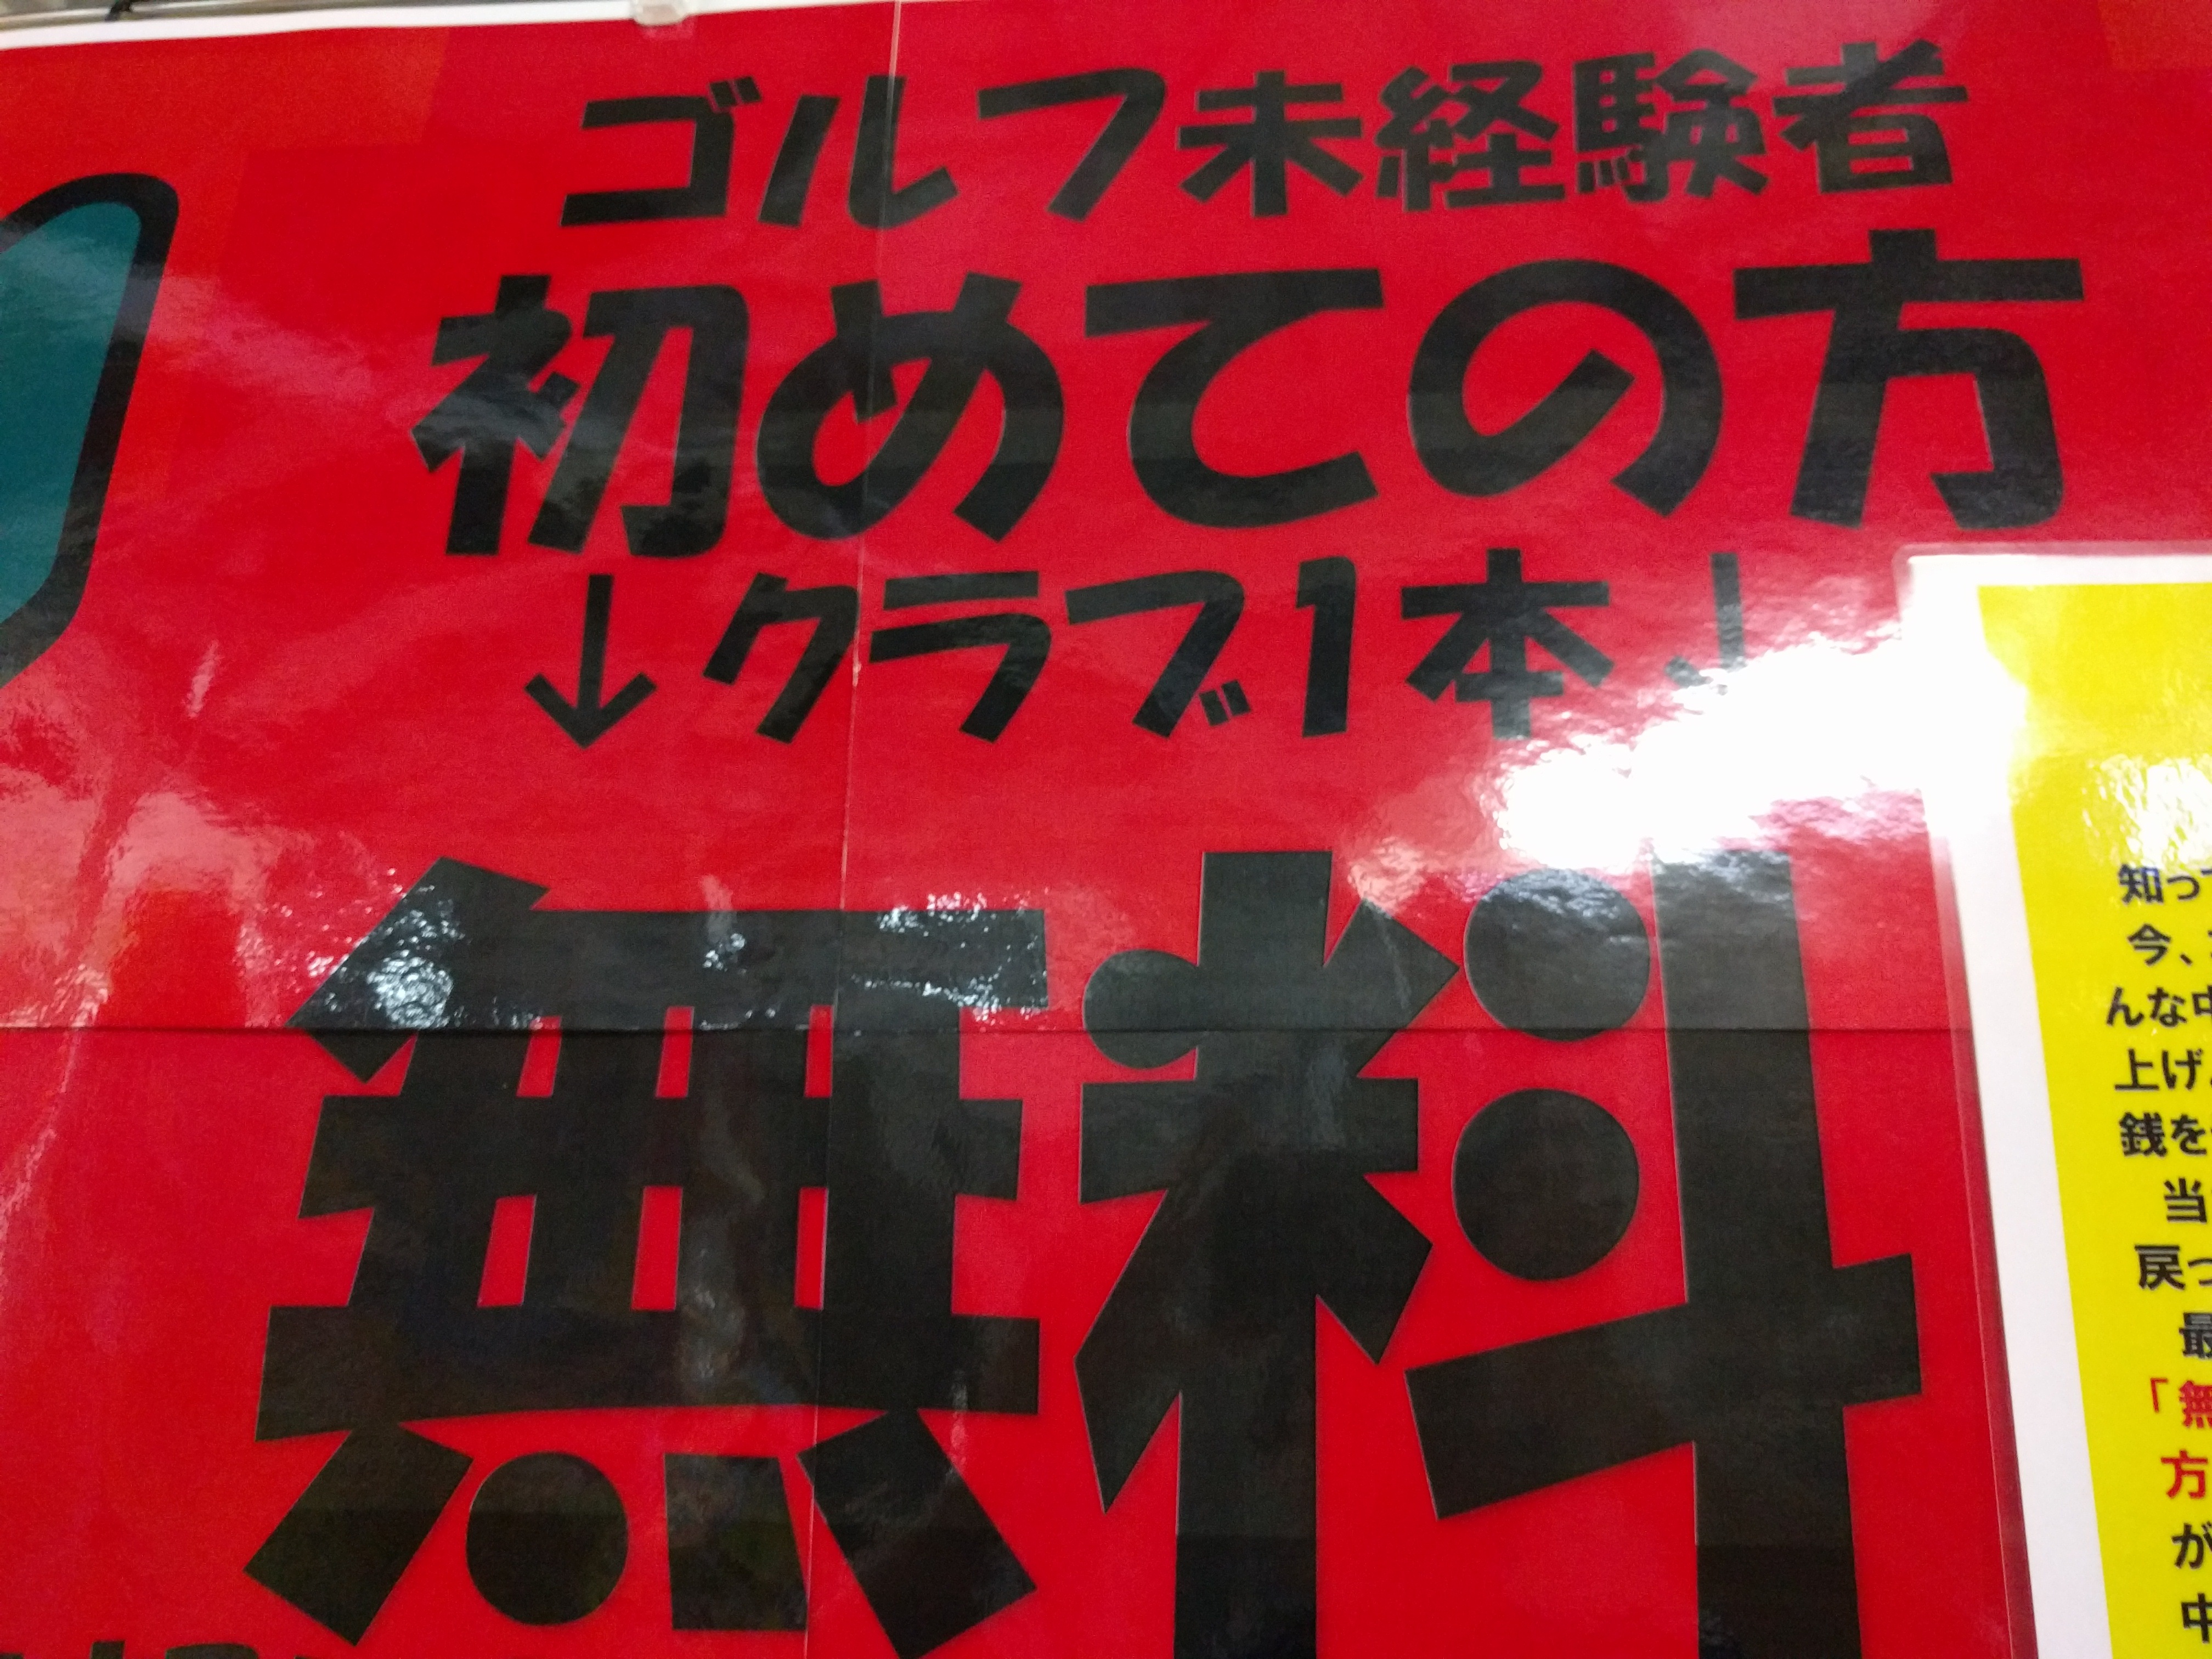 ゴルフ未経験者
初めての方
↓クラブ1本↓
無料
知っ
今、
んな中
上げ
銭を
当
戻っ
最
「無
方
が
中